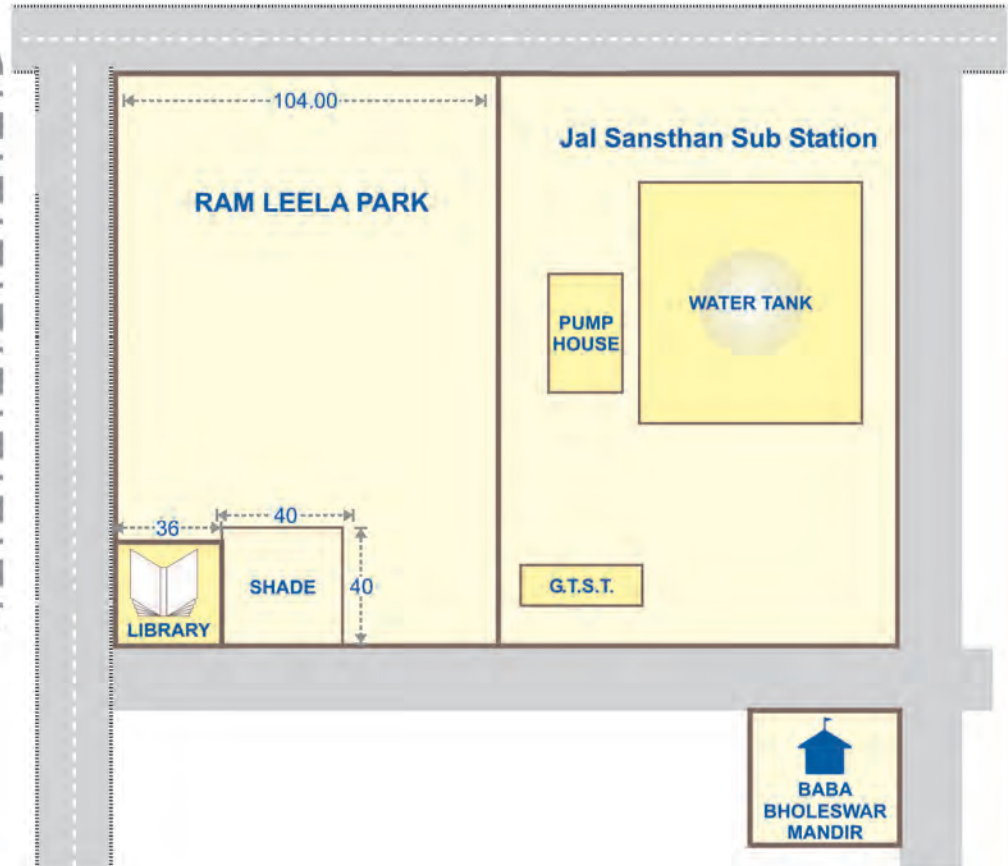 104.00
Jal Sansthan Sub Station
RAM LEELA PARK
WATER TANK
PUMP
HOUSE
40
36
SHADE
40
G.T.S.T.
LIBRARY
BABA
BHOLESWAR
MANDIR